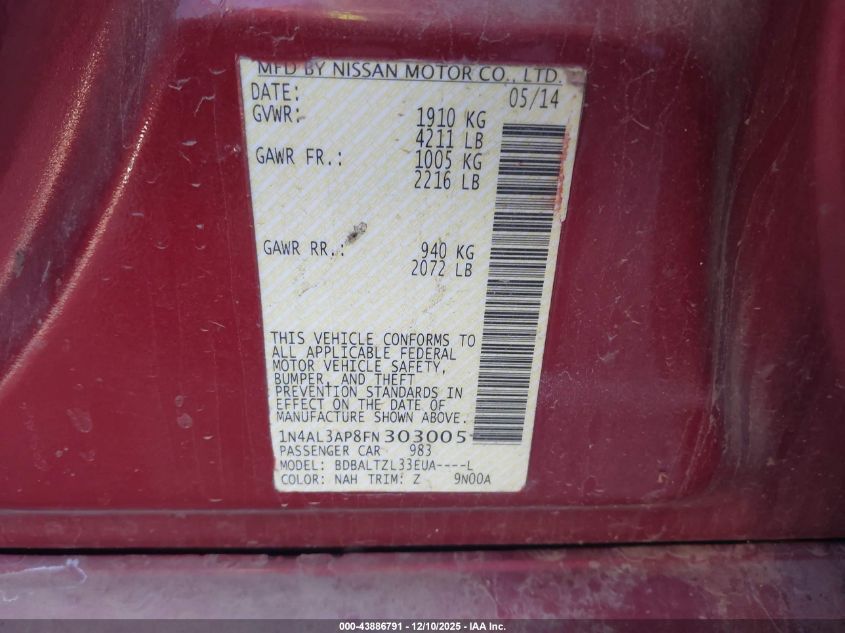 MFD BY NISSAN MOTOR CO., LTD.
DATE: 05/14
GVWR: 1910 KG
4211 LB
GAWR FR.: 1005 KG
2216 LB
GAWR RR.: 940 KG
2072 LB
THIS VEHICLE CONFORMS TO
ALL APPLICABLE FEDERAL
MOTOR VEHICLE SAFETY,
BUMPER, AND THEFT
PREVENTION STANDARDS IN
EFFECT ON THE DATE OF
MANUFACTURE SHOWN ABOVE.
1N4AL3AP8FN 303005
PASSENGER CAR 983
MODEL: BDBALTZL33EUA----L
COLOR: NAH TRIM: Z 9N00A
000-43886791 - 12/10/2025 - IAA Inc.